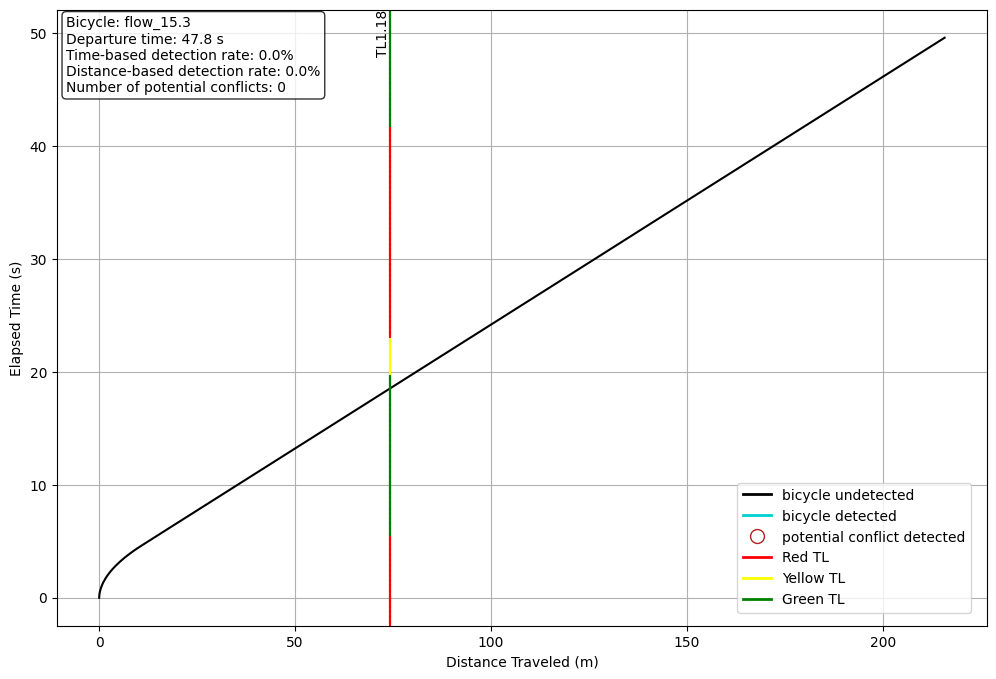 Bicycle: flow_15.3
Departure time: 47.8 s
Time-based detection rate: 0.0%
Distance-based detection rate: 0.0%
Number of potential conflicts: 0
TL1.18
50
40
30
20
10
0
Elapsed Time (s)
bicycle undetected
bicycle detected
potential conflict detected
Red TL
Yellow TL
Green TL
0
50
100
150
200
Distance Traveled (m)